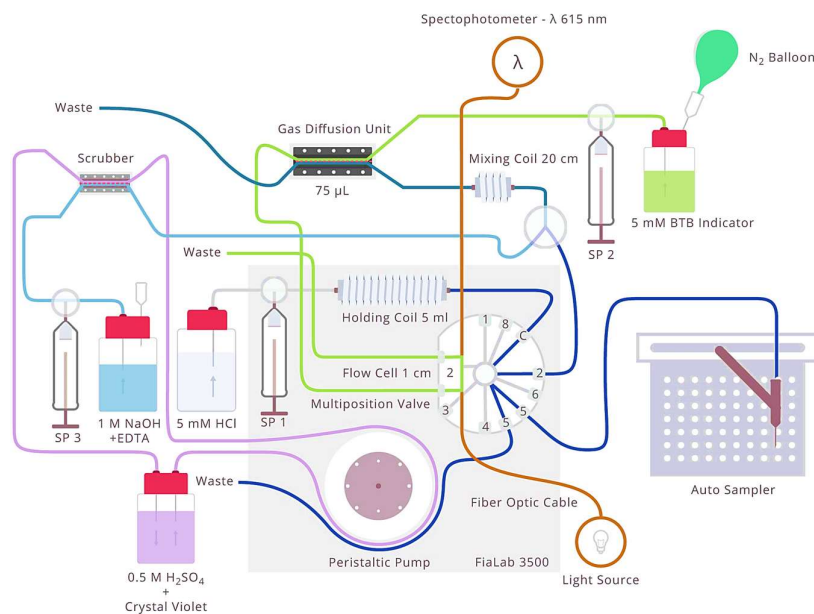 Spectophotometer - λ 615 nm
λ
N₂ Balloon
Waste
Gas Diffusion Unit
Scrubber
Mixing Coil 20 cm
75 µL
5 mM BTB Indicator
SP 2
Waste
Holding Coil 5 ml
1
8
C
Flow Cell 1 cm
2
2
Multiposition Valve
6
3
5
5
4
SP 3
1 M NaOH
+EDTA
5 mM HCl
SP 1
Waste
Fiber Optic Cable
Auto Sampler
Peristaltic Pump
FiaLab 3500
0.5 M H₂SO₄
+
Crystal Violet
Light Source